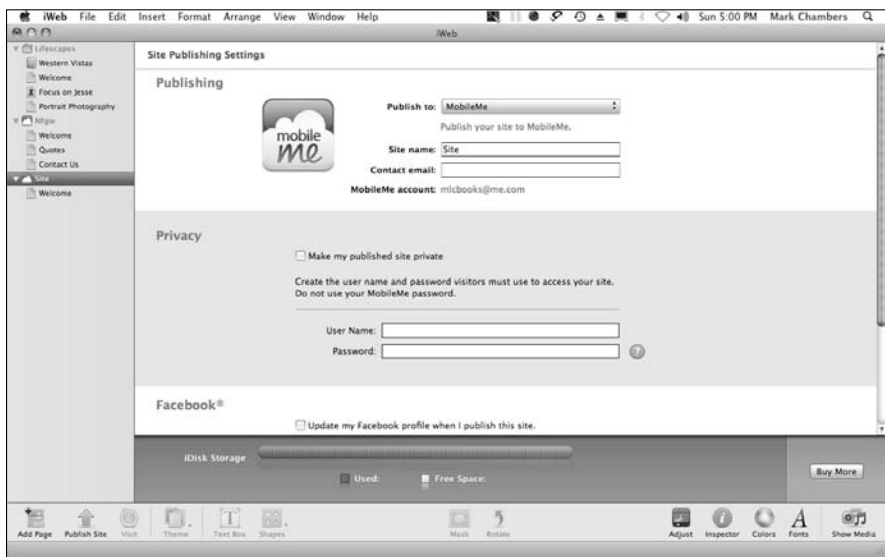 iWeb File Edit Insert Format Arrange View Window Help Sun 5:00 PM Mark Chambers
iWeb
Lifescapes
Western Vistas
Welcome
Focus on Jesse
Portrait Photography
Nfgw
Welcome
Quotes
Contact Us
Site
Welcome
Site Publishing Settings
Publishing
mobile
me
Publish to: MobileMe
Publish your site to MobileMe.
Site name: Site
Contact email:
MobileMe account: mlcbooks@me.com
Privacy
Make my published site private
Create the user name and password visitors must use to access your site.
Do not use your MobileMe password.
User Name:
Password: ?
Facebook®
Update my Facebook profile when I publish this site.
iDisk Storage
Used: Free Space:
Buy More
Add Page Publish Site Visit Theme Text Box Shapes Mask Rotate Adjust Inspector Colors Fonts Show Media